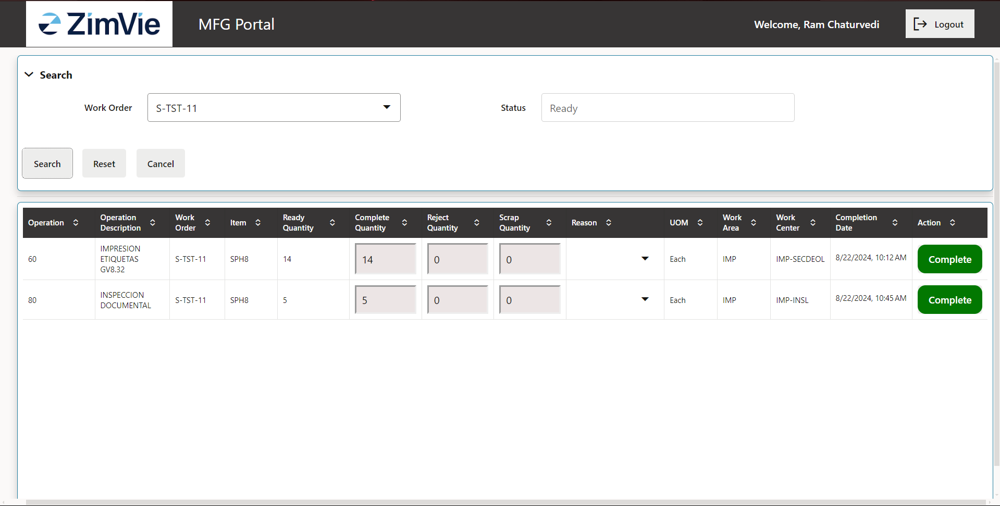 ZimVie
MFG Portal
Welcome, Ram Chaturvedi
Logout
Search
Work Order
S-TST-11
Status
Ready
Search
Reset
Cancel
Operation
Operation
Description
Work
Order
Item
Ready
Quantity
Complete
Quantity
Reject
Quantity
Scrap
Quantity
Reason
UOM
Work
Area
Work
Center
Completion
Date
Action
60
IMPRESION
ETIQUETAS
GV8.32
S-TST-11
SPH8
14
14
0
0
Each
IMP
IMP-SECDEOL
8/22/2024, 10:12 AM
Complete
80
INSPECCION
DOCUMENTAL
S-TST-11
SPH8
5
5
0
0
Each
IMP
IMP-INSL
8/22/2024, 10:45 AM
Complete